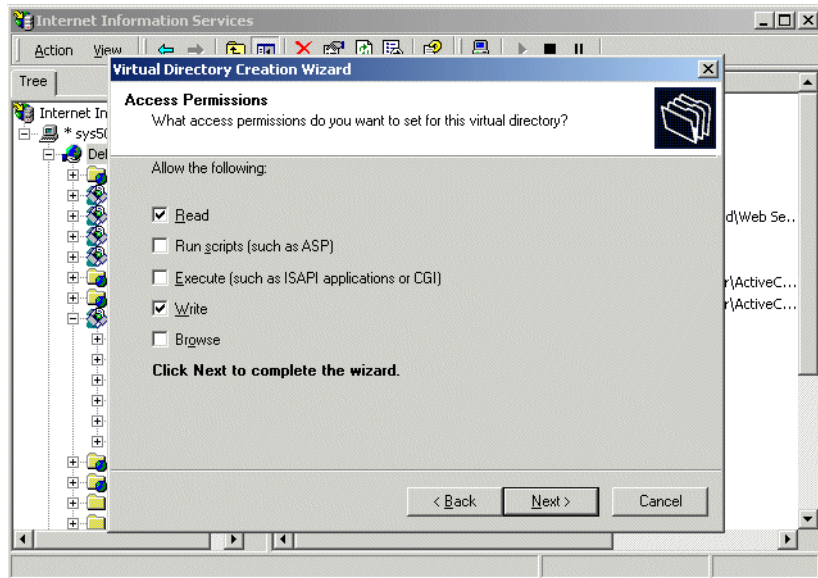 Internet Information Services
Action View
Virtual Directory Creation Wizard
Tree
Access Permissions
What access permissions do you want to set for this virtual directory?
Internet In
* sys50
Del
Allow the following:
Read
d\Web Se..
Run scripts (such as ASP)
Execute (such as ISAPI applications or CGI)
r\ActiveC...
Write
r\ActiveC...
Browse
Click Next to complete the wizard.
< Back Next > Cancel